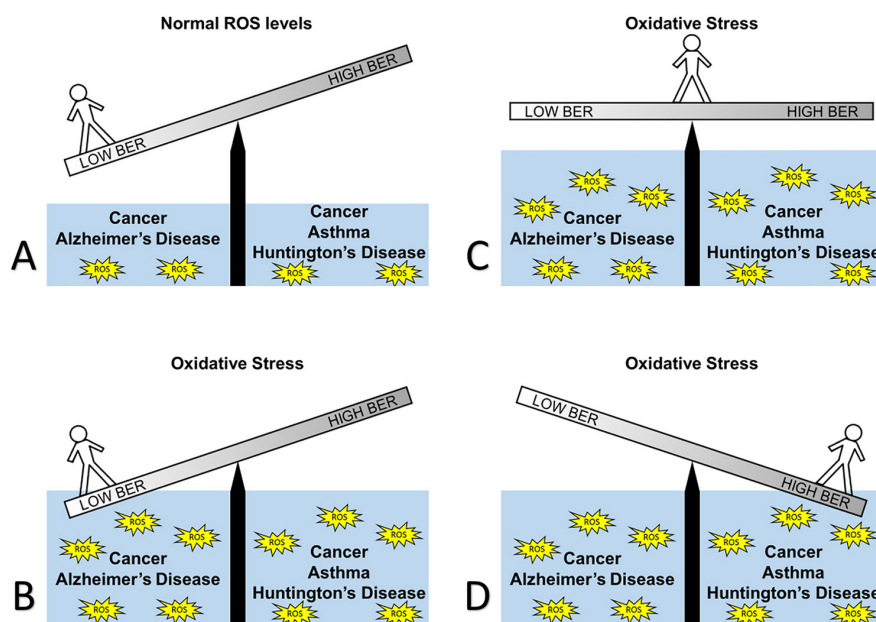 Normal ROS levels
HIGH BER
LOW BER
Cancer
Alzheimer's Disease
Cancer
Asthma
Huntington's Disease
ROS
ROS
ROS
ROS
A
Oxidative Stress
LOW BER
HIGH BER
ROS
ROS
ROS
ROS
ROS
ROS
Cancer
Alzheimer's Disease
Cancer
Asthma
Huntington's Disease
ROS
ROS
ROS
ROS
C
Oxidative Stress
HIGH BER
LOW BER
ROS
ROS
ROS
ROS
ROS
ROS
Cancer
Alzheimer's Disease
Cancer
Asthma
Huntington's Disease
ROS
ROS
ROS
ROS
B
Oxidative Stress
LOW BER
HIGH BER
ROS
ROS
ROS
ROS
ROS
ROS
Cancer
Alzheimer's Disease
Cancer
Asthma
Huntington's Disease
ROS
ROS
ROS
ROS
D